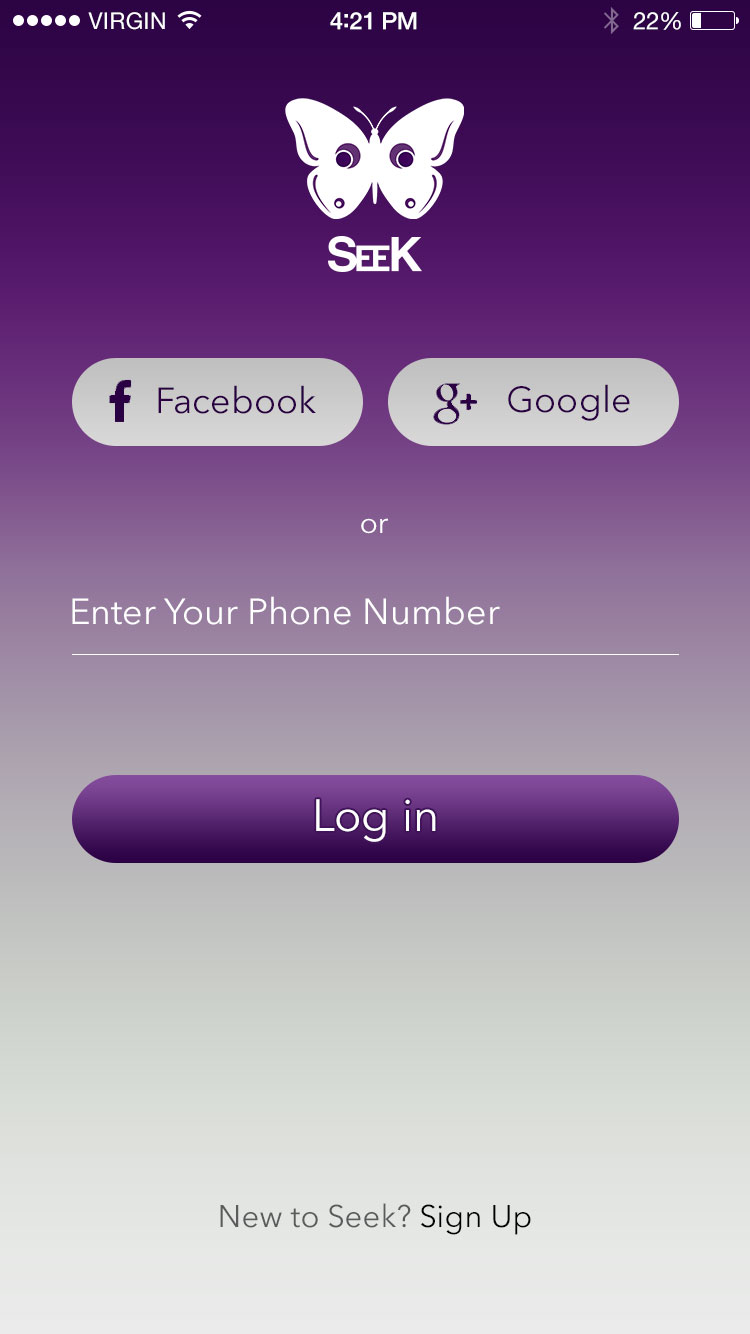 VIRGIN 4:21 PM 22%
SEEK
Facebook g+ Google
or
Enter Your Phone Number
Log in
New to Seek? Sign Up